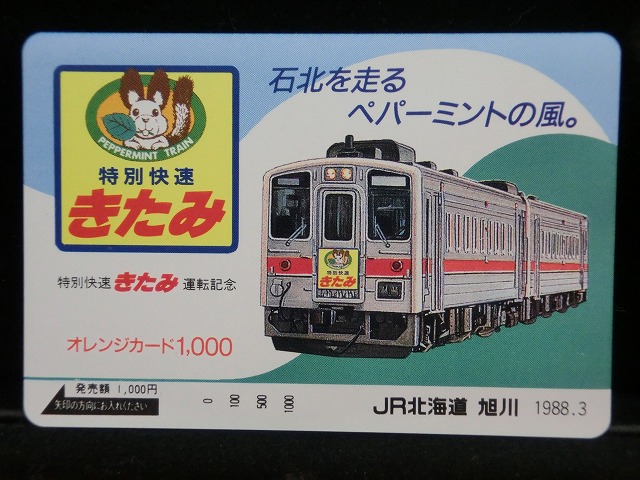 石北を走る
ペパーミントの風。
PEPPERMINT TRAIN
特別快速
きたみ
特別快速 きたみ 運転記念
特別快速
きたみ
オレンジカード1,000
発売額 1,000円
矢印の方向にお入れください
0 100 500 1000
JR北海道 旭川 1988.3